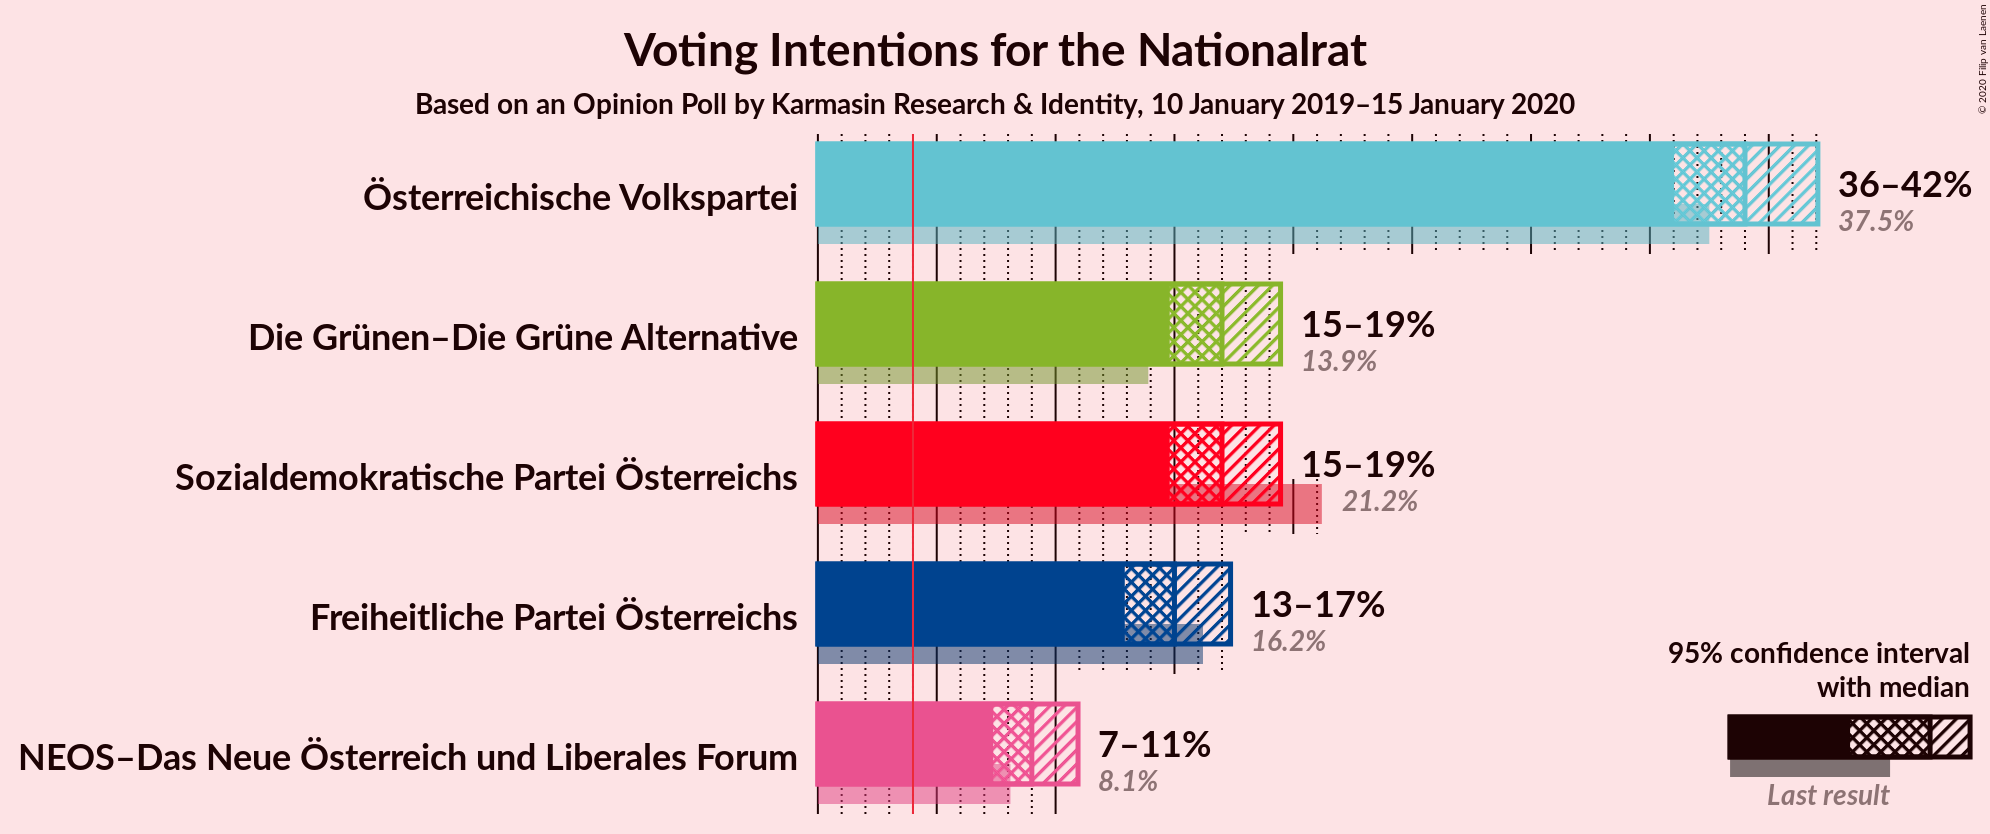 Voting Intentions for the Nationalrat
Based on an Opinion Poll by Karmasin Research & Identity, 10 January 2019–15 January 2020
© 2020 Filip van Laenen
Österreichische Volkspartei
36–42%
37.5%
Die Grünen–Die Grüne Alternative
15–19%
13.9%
Sozialdemokratische Partei Österreichs
15–19%
21.2%
Freiheitliche Partei Österreichs
13–17%
16.2%
NEOS–Das Neue Österreich und Liberales Forum
7–11%
8.1%
95% confidence interval
with median
Last result